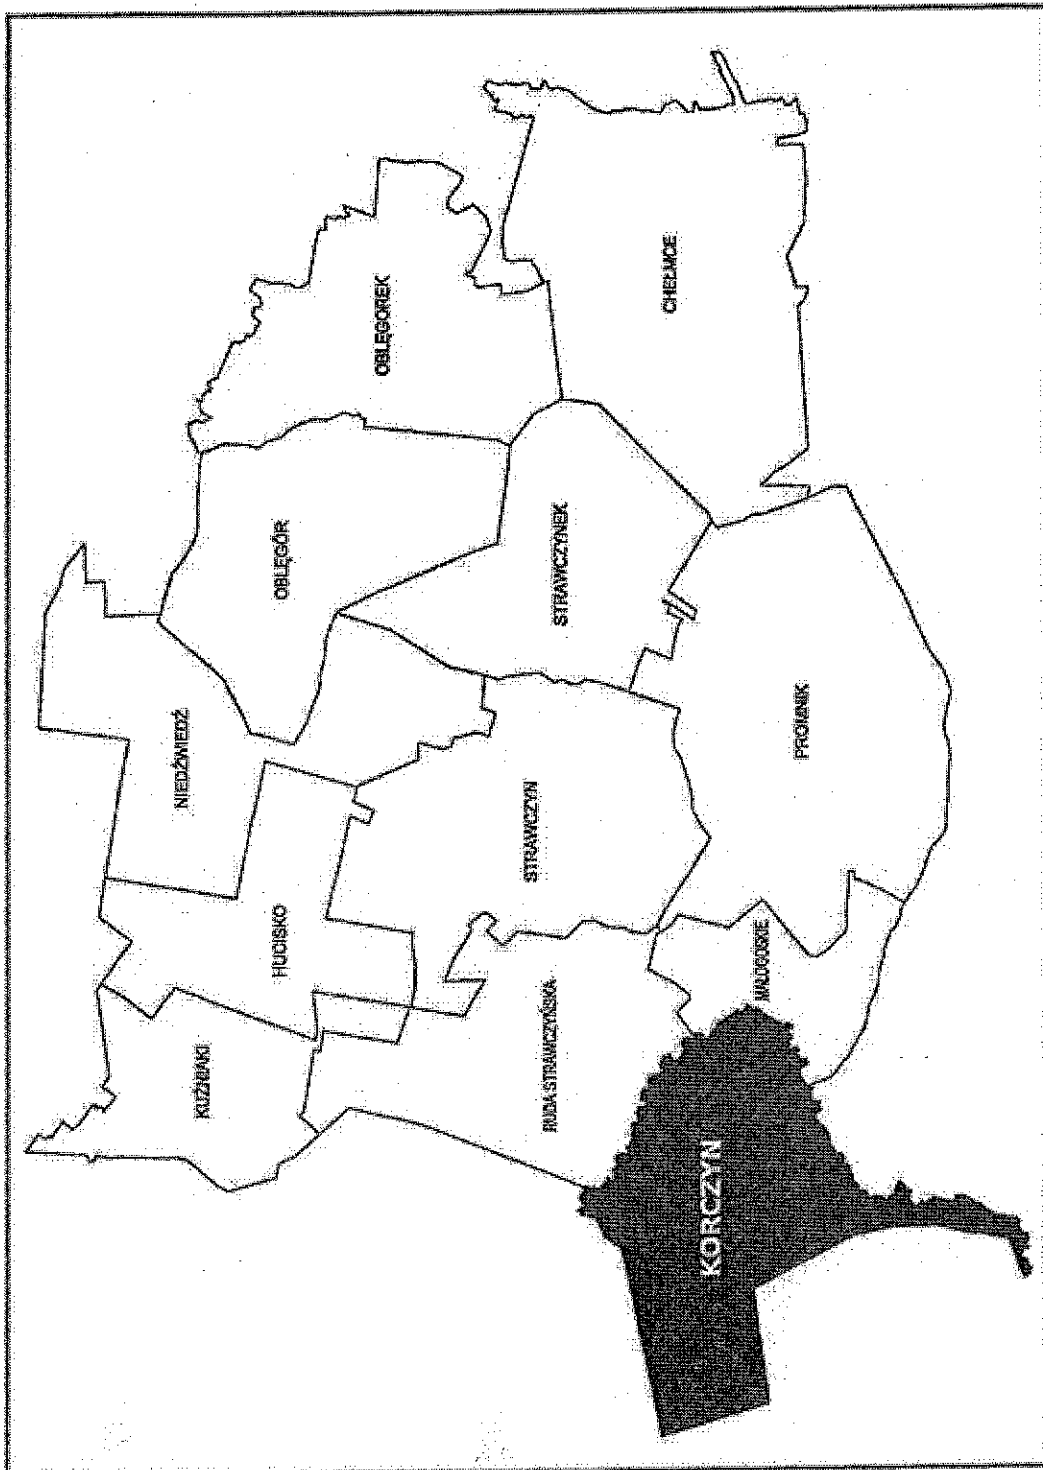 KUŹNIAKI
NIEDŹWIEDŹ
HUCISKO
OBLĘGÓR
OBLĘGOREK
RUDA STRAWCZYŃSKA
STRAWCZYN
STRAWCZYNEK
CHEŁMCE
KORCZYN
MAŁOGOSKIE
PROMNIK